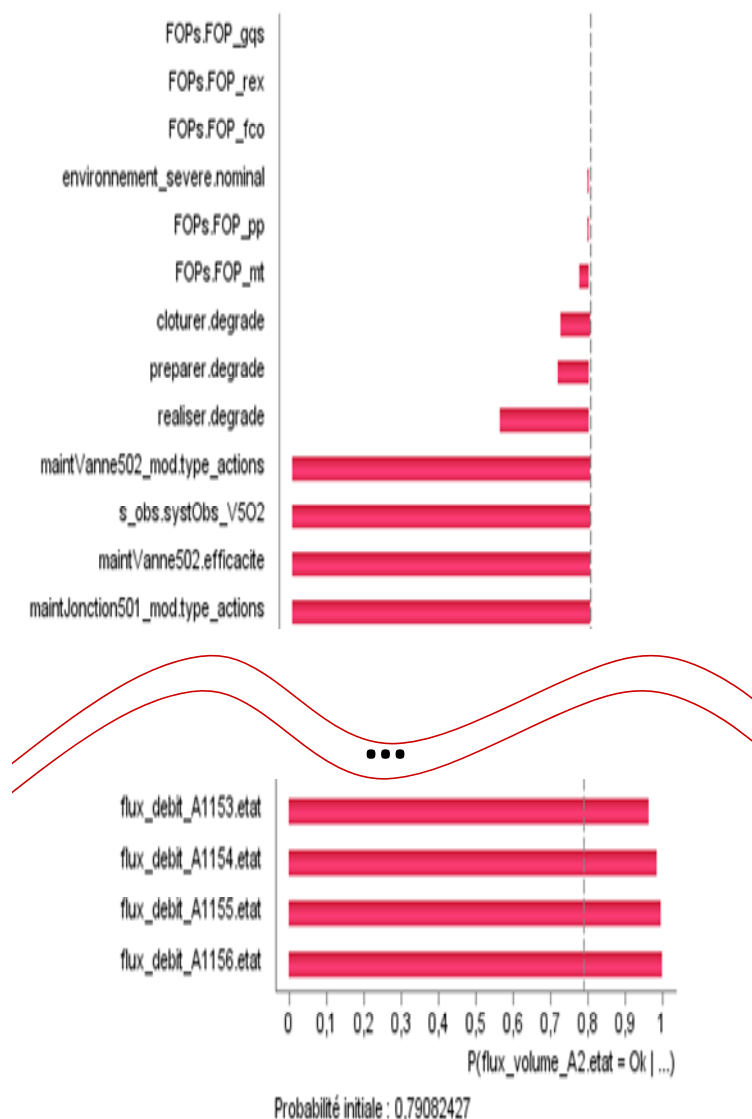 FOPs.FOP_gqs
FOPs.FOP_rex
FOPs.FOP_fco
environnement_severe.nominal
FOPs.FOP_pp
FOPs.FOP_mt
cloturer.degrade
preparer.degrade
realiser.degrade
maintVanne502_mod.type_actions
s_obs.systObs_V5O2
maintVanne502.efficacite
maintJonction501_mod.type_actions
...
flux_debit_A1153.etat
flux_debit_A1154.etat
flux_debit_A1155.etat
flux_debit_A1156.etat
0 0,1 0,2 0,3 0,4 0,5 0,6 0,7 0,8 0,9 1
P(flux_volume_A2.etat = Ok | ...)
Probabilité initiale : 0.79082427